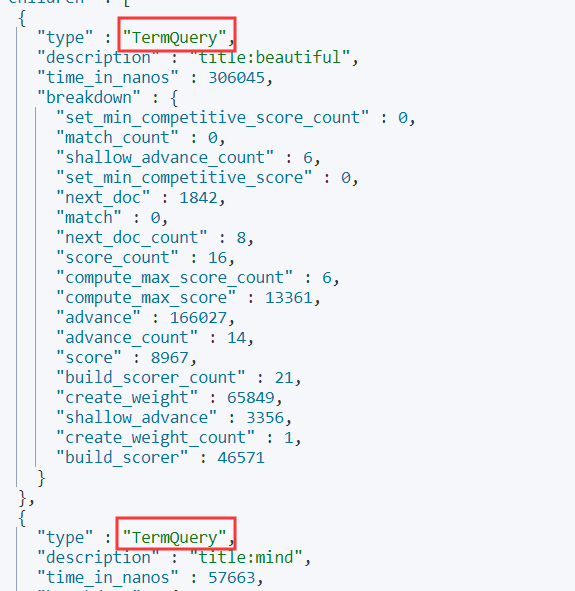 children" : [
{
"type" : "TermQuery",
"description" : "title:beautiful",
"time_in_nanos" : 306045,
"breakdown" : {
"set_min_competitive_score_count" : 0,
"match_count" : 0,
"shallow_advance_count" : 6,
"set_min_competitive_score" : 0,
"next_doc" : 1842,
"match" : 0,
"next_doc_count" : 8,
"score_count" : 16,
"compute_max_score_count" : 6,
"compute_max_score" : 13361,
"advance" : 166027,
"advance_count" : 14,
"score" : 8967,
"build_scorer_count" : 21,
"create_weight" : 65849,
"shallow_advance" : 3356,
"create_weight_count" : 1,
"build_scorer" : 46571
}
},
{
"type" : "TermQuery",
"description" : "title:mind",
"time_in_nanos" : 57663,